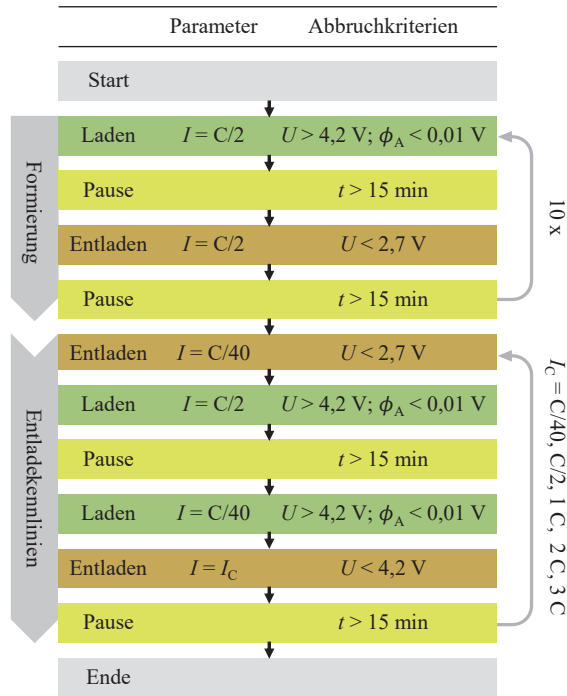 Parameter Abbruchkriterien
Start
Laden I = C/2 U > 4,2 V; ϕA < 0,01 V
Pause t > 15 min
Entladen I = C/2 U < 2,7 V
Pause t > 15 min
Formierung
10 x
Entladen I = C/40 U < 2,7 V
Laden I = C/2 U > 4,2 V; ϕA < 0,01 V
Pause t > 15 min
Laden I = C/40 U > 4,2 V; ϕA < 0,01 V
Entladen I = IC U < 4,2 V
Pause t > 15 min
Entladekennlinien
IC = C/40, C/2, 1 C, 2 C, 3 C
Ende